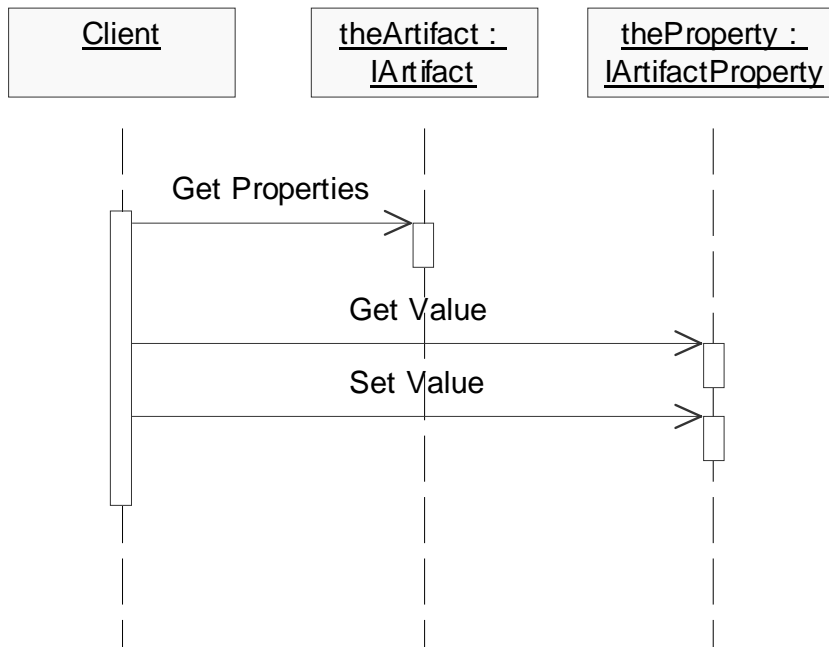 Client
theArtifact :
IArtifact
theProperty :
IArtifactProperty
Get Properties
Get Value
Set Value